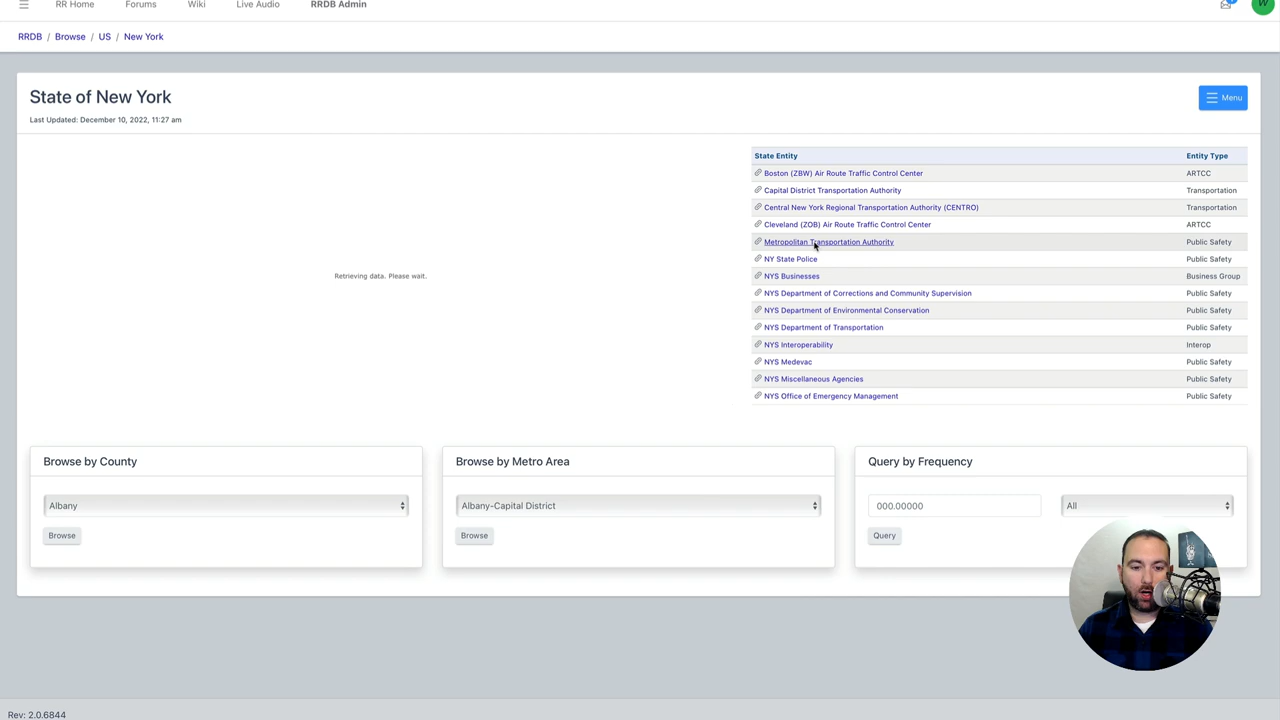 RR Home Forums Wiki Live Audio RRDB Admin
W
RRDB / Browse / US / New York
State of New York
Menu
Last Updated: December 10, 2022, 11:27 am
Retrieving data. Please wait.
State Entity Entity Type
Boston (ZBW) Air Route Traffic Control Center ARTCC
Capital District Transportation Authority Transportation
Central New York Regional Transportation Authority (CENTRO) Transportation
Cleveland (ZOB) Air Route Traffic Control Center ARTCC
Metropolitan Transportation Authority Public Safety
NY State Police Public Safety
NYS Businesses Business Group
NYS Department of Corrections and Community Supervision Public Safety
NYS Department of Environmental Conservation Public Safety
NYS Department of Transportation Public Safety
NYS Interoperability Interop
NYS Medevac Public Safety
NYS Miscellaneous Agencies Public Safety
NYS Office of Emergency Management Public Safety
Browse by County
Albany
Browse
Browse by Metro Area
Albany-Capital District
Browse
Query by Frequency
000.00000 All
Query
Rev: 2.0.6844